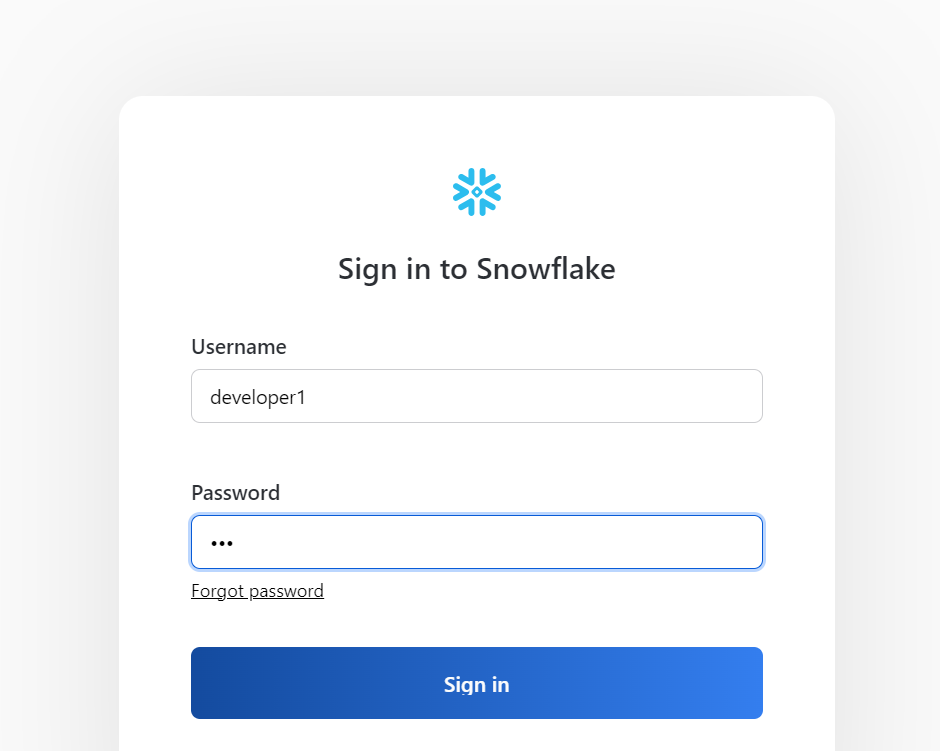 Sign in to Snowflake
Username
developer1
Password
•••
Forgot password
Sign in